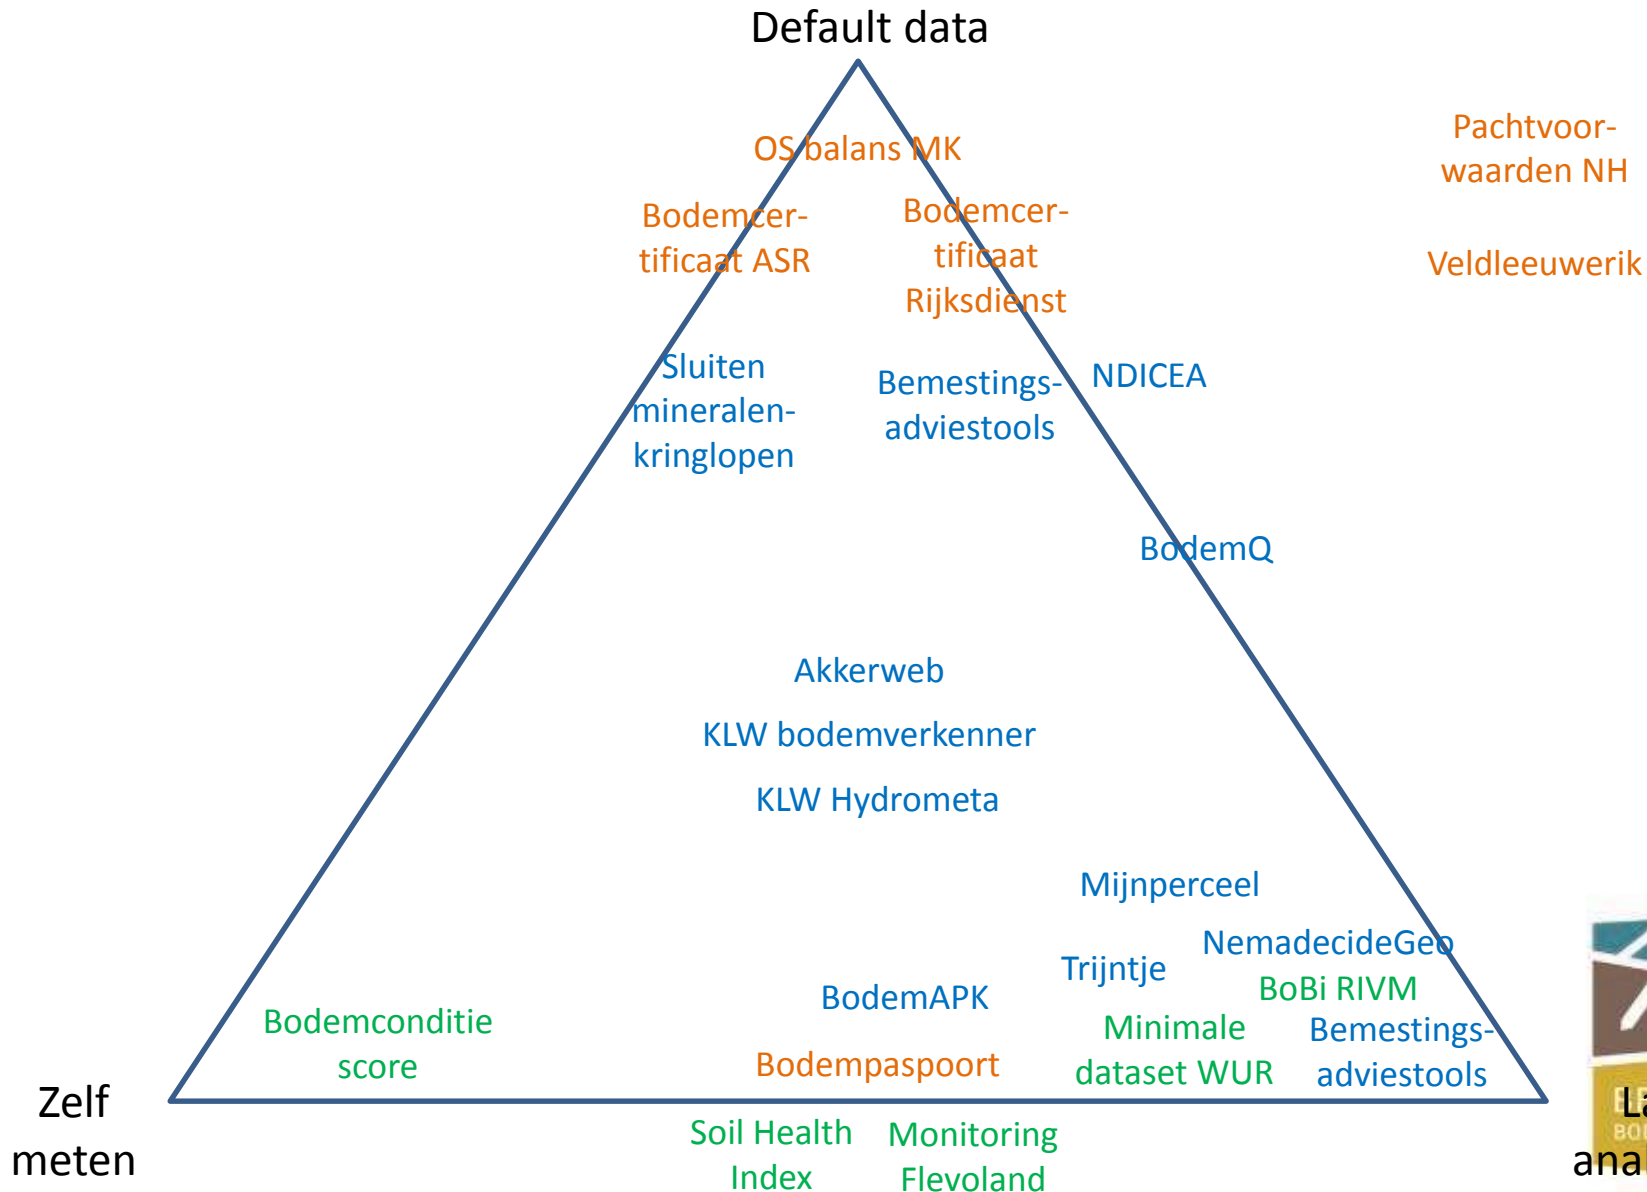 Default data
OS balans MK
Pachtvoor-
waarden NH
Bodemcer-
tificaat ASR
Bodemcer-
tificaat
Rijksdienst
Veldleeuwerik
Sluiten
mineralen-
kringlopen
Bemestings-
adviestools
NDICEA
BodemQ
Akkerweb
KLW bodemverkenner
KLW Hydrometa
Mijnperceel
NemadecideGeo
Trijntje
BoBi RIVM
BodemAPK
Bodemconditie
score
Minimale
dataset WUR
Bemestings-
adviestools
Bodempaspoort
Zelf
meten
Soil Health
Index
Monitoring
Flevoland